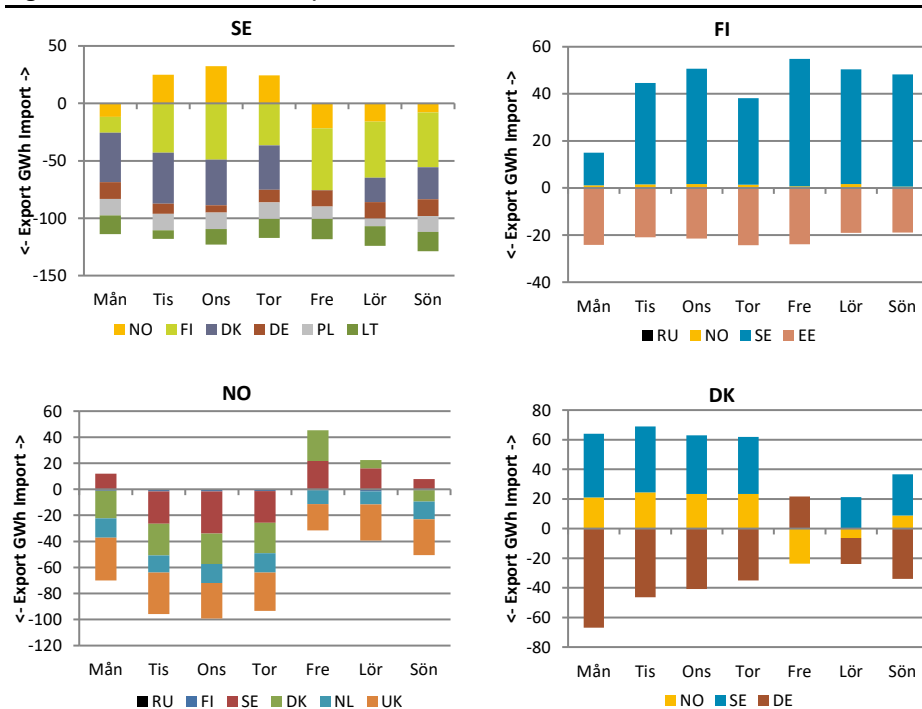 SE
50
0
-50
-100
-150
<- Export GWh Import ->
Mån Tis Ons Tor Fre Lör Sön
NO FI DK DE PL LT
FI
60
40
20
0
-20
-40
<- Export GWh Import ->
Mån Tis Ons Tor Fre Lör Sön
RU NO SE EE
NO
60
40
20
0
-20
-40
-60
-80
-100
-120
<- Export GWh Import ->
Mån Tis Ons Tor Fre Lör Sön
RU FI SE DK NL UK
DK
80
60
40
20
0
-20
-40
-60
-80
<- Export GWh Import ->
Mån Tis Ons Tor Fre Lör Sön
NO SE DE